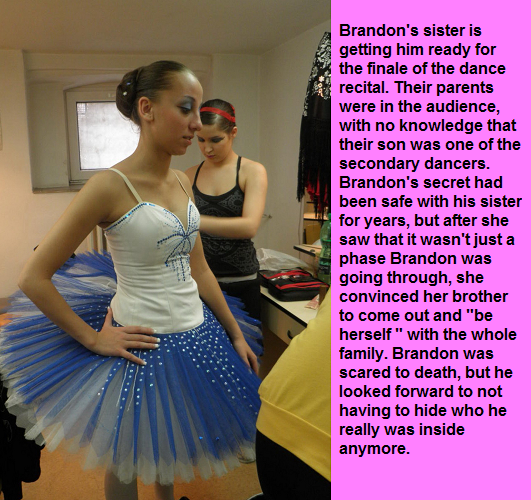 Brandon's sister is
getting him ready for
the finale of the dance
recital. Their parents
were in the audience,
with no knowledge that
their son was one of the
secondary dancers.
Brandon's secret had
been safe with his sister
for years, but after she
saw that it wasn't just a
phase Brandon was
going through, she
convinced her brother
to come out and "be
herself " with the whole
family. Brandon was
scared to death, but he
looked forward to not
having to hide who he
really was inside
anymore.